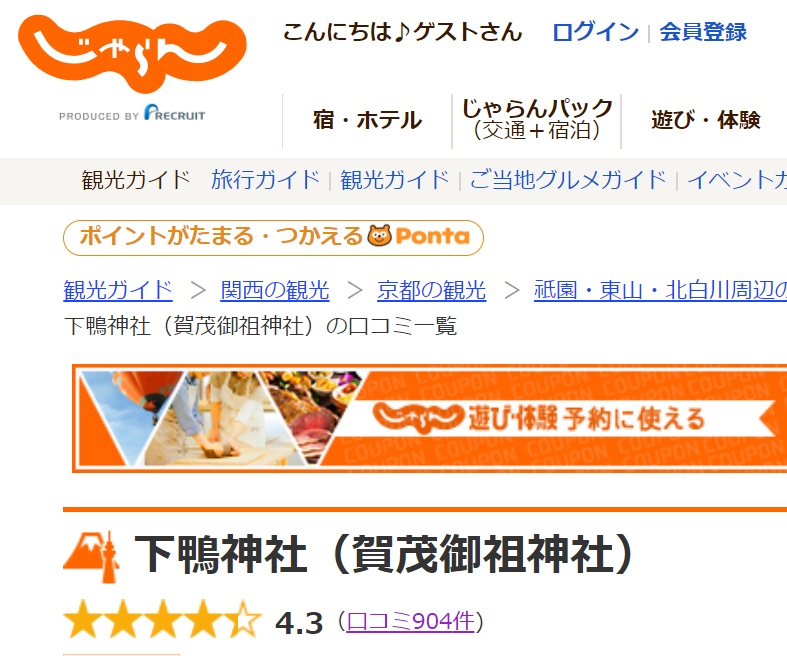 じゃらん
こんにちは♪ゲストさん ログイン | 会員登録
PRODUCED BY RECRUIT
宿・ホテル
じゃらんパック
（交通＋宿泊）
遊び・体験
観光ガイド 旅行ガイド | 観光ガイド | ご当地グルメガイド | イベントガ
ポイントがたまる・つかえる Ponta
観光ガイド ＞ 関西の観光 ＞ 京都の観光 ＞ 祇園・東山・北白川周辺の
下鴨神社（賀茂御祖神社）の口コミ一覧
じゃらん 遊び・体験 予約に使える
COUPON COUPON COUPON
下鴨神社（賀茂御祖神社）
4.3（口コミ904件）